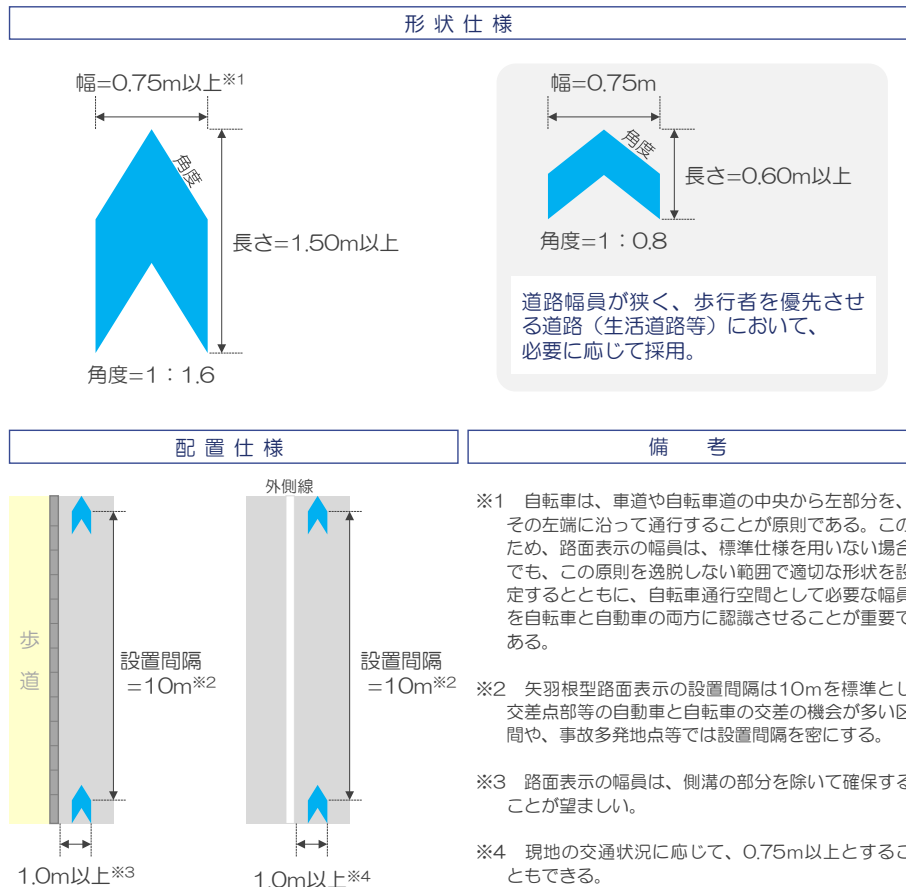 形状仕様
幅=0.75m以上※1
角度
長さ=1.50m以上
角度=1：1.6
幅=0.75m
角度
長さ=0.60m以上
角度=1：0.8
道路幅員が狭く、歩行者を優先させ
る道路（生活道路等）において、
必要に応じて採用。
配置仕様
歩道
設置間隔
=10m※2
1.0m以上※3
外側線
設置間隔
=10m※2
1.0m以上※4
備　考
※1　自転車は、車道や自転車道の中央から左部分を、
その左端に沿って通行することが原則である。この
ため、路面表示の幅員は、標準仕様を用いない場合
でも、この原則を逸脱しない範囲で適切な形状を設
定するとともに、自転車通行空間として必要な幅員
を自転車と自動車の両方に認識させることが重要で
ある。
※2　矢羽根型路面表示の設置間隔は10mを標準とし
交差点部等の自動車と自転車の交差の機会が多い区
間や、事故多発地点等では設置間隔を密にする。
※3　路面表示の幅員は、側溝の部分を除いて確保する
ことが望ましい。
※4　現地の交通状況に応じて、0.75m以上とするこ
ともできる。